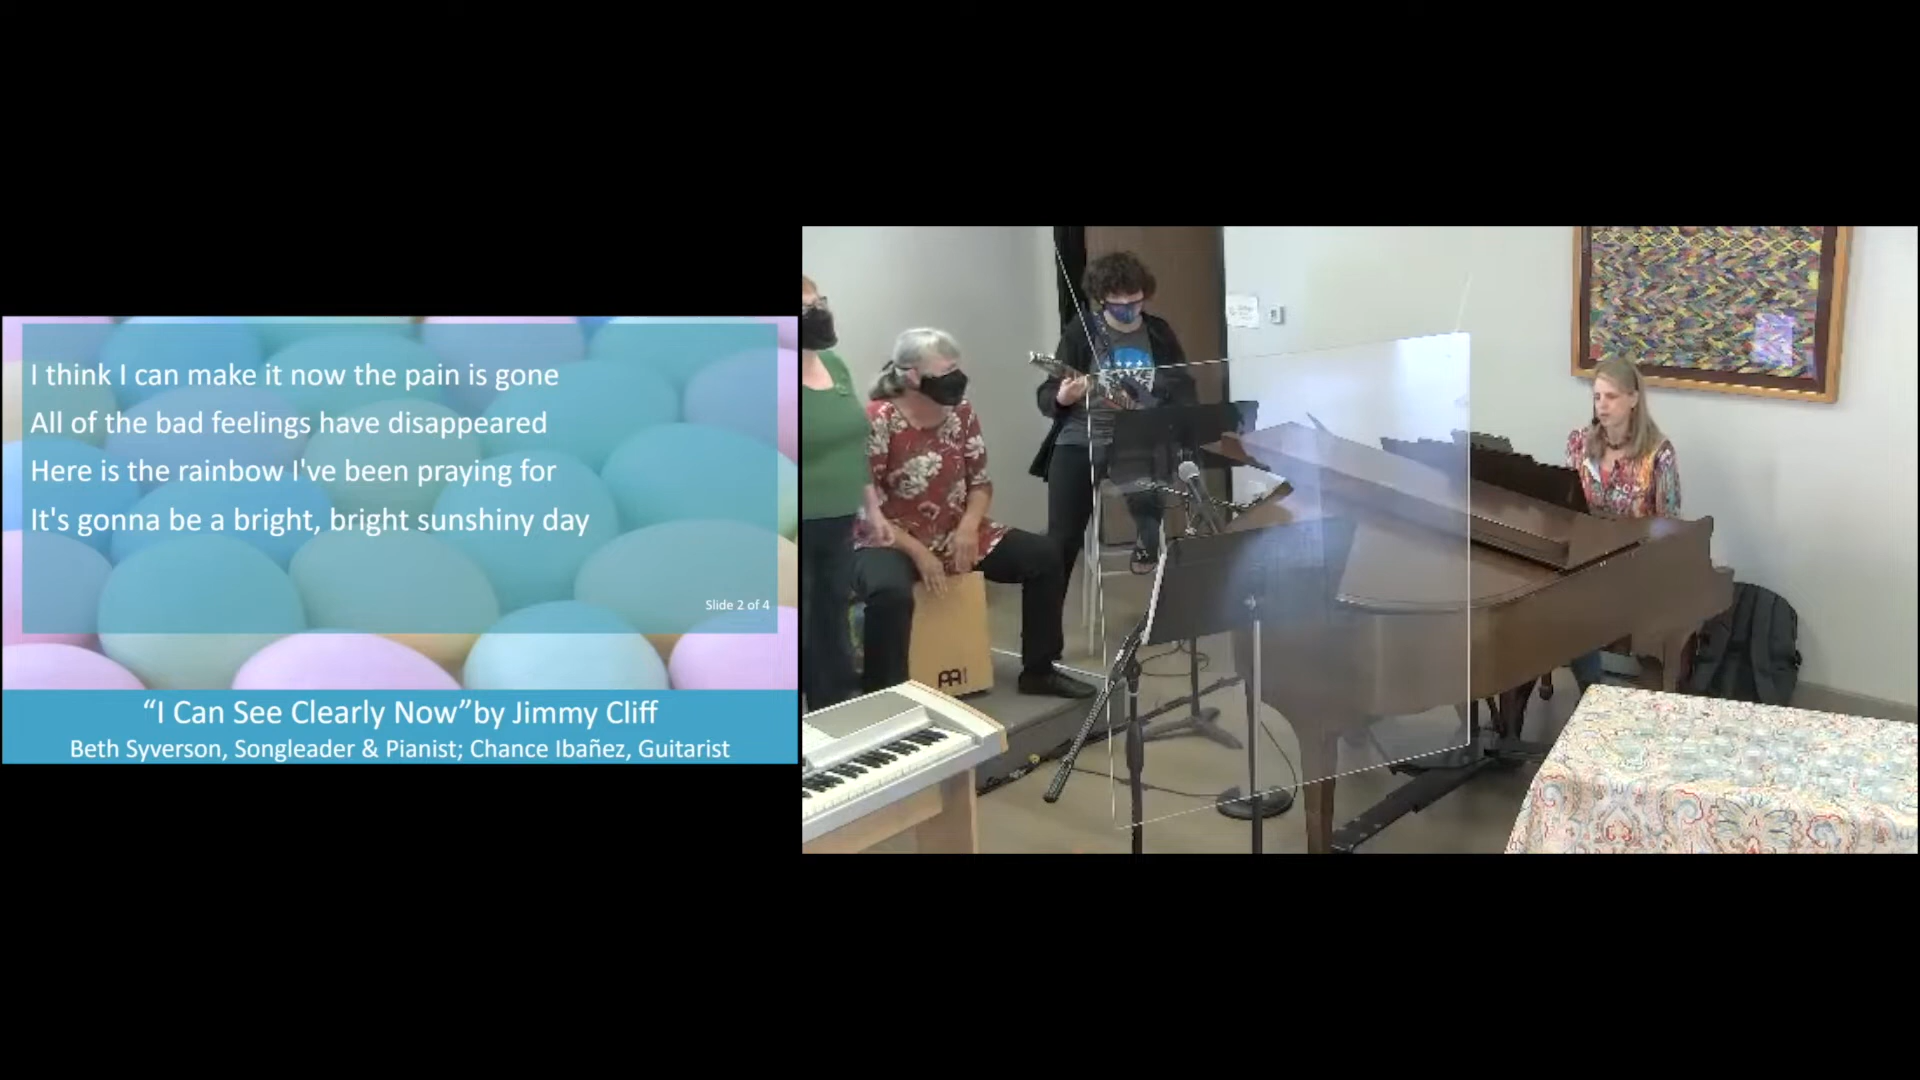 I think I can make it now the pain is gone
All of the bad feelings have disappeared
Here is the rainbow I've been praying for
It's gonna be a bright, bright sunshiny day
Slide 2 of 4
“I Can See Clearly Now”by Jimmy Cliff
Beth Syverson, Songleader & Pianist; Chance Ibañez, Guitarist